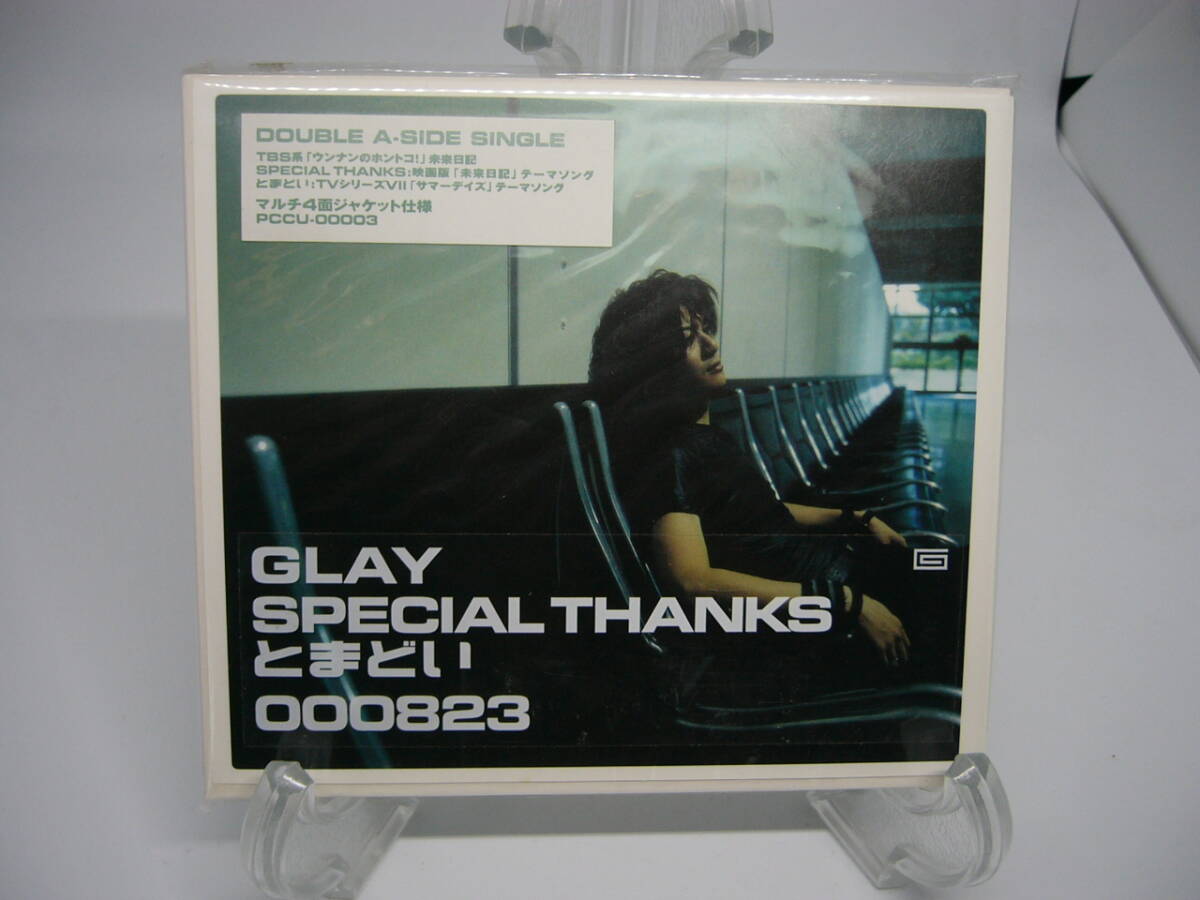 DOUBLE A-SIDE SINGLE
TBS系「ウンナンのホントコ!」未来日記
SPECIAL THANKS:映画版「未来日記」テーマソング
とまどい:TVシリーズVII「サマーデイズ」テーマソング
マルチ4面ジャケット仕様
PCCU-00003
GLAY
SPECIAL THANKS
とまどい
000823
G